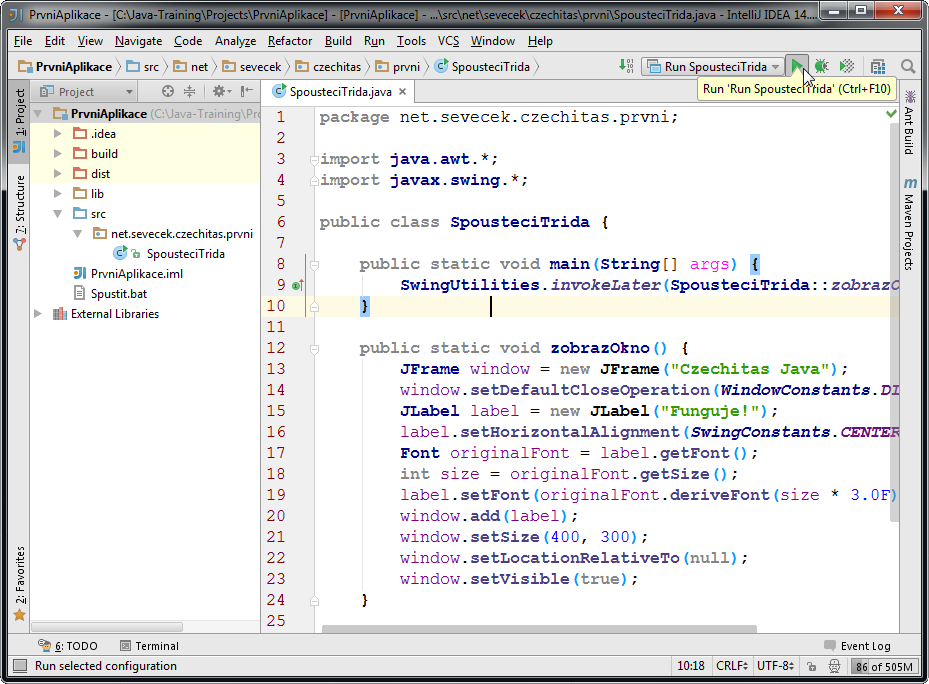 PrvniAplikace - [C:\Java-Training\Projects\PrvniAplikace] - [PrvniAplikace] - ...\src\net\sevecek\czechitas\prvni\SpousteciTrida.java - IntelliJ IDEA 14....
File Edit View Navigate Code Analyze Refactor Build Run Tools VCS Window Help
PrvniAplikace src net sevecek czechitas prvni SpousteciTrida Run SpousteciTrida
Run 'Run SpousteciTrida' (Ctrl+F10)
1: Project
7: Structure
2: Favorites
Project
PrvniAplikace (C:\Java-Training\Pro
.idea
build
dist
lib
src
net.sevecek.czechitas.prvni
SpousteciTrida
PrvniAplikace.iml
Spustit.bat
External Libraries
SpousteciTrida.java
1 package net.sevecek.czechitas.prvni;
2
3 import java.awt.*;
4 import javax.swing.*;
5
6 public class SpousteciTrida {
7
8 public static void main(String[] args) {
9 SwingUtilities.invokeLater(SpousteciTrida::zobrazO
10 }
11
12 public static void zobrazOkno() {
13 JFrame window = new JFrame("Czechitas Java");
14 window.setDefaultCloseOperation(WindowConstants.DI
15 JLabel label = new JLabel("Funguje!");
16 label.setHorizontalAlignment(SwingConstants.CENTER
17 Font originalFont = label.getFont();
18 int size = originalFont.getSize();
19 label.setFont(originalFont.deriveFont(size * 3.0F)
20 window.add(label);
21 window.setSize(400, 300);
22 window.setLocationRelativeTo(null);
23 window.setVisible(true);
24 }
25
Ant Build
m Maven Projects
6: TODO Terminal Event Log
Run selected configuration 10:18 CRLF UTF-8 86 of 505M